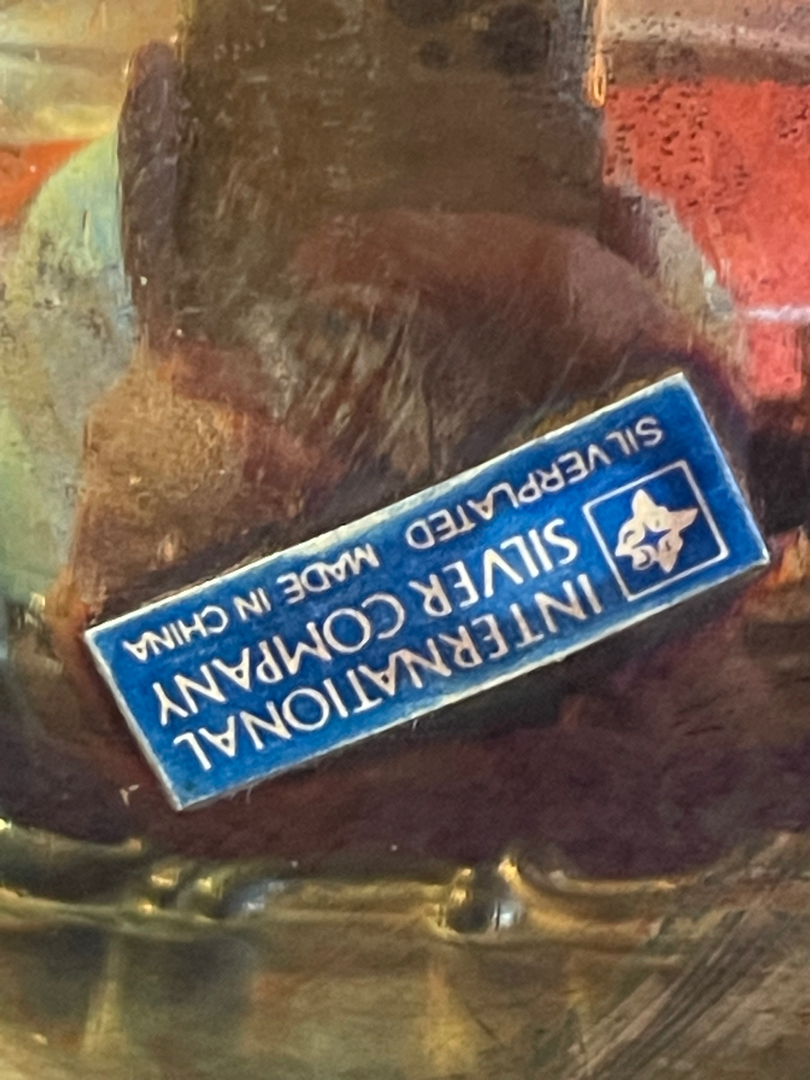 INTERNATIONAL
SILVER COMPANY
SILVERPLATED MADE IN CHINA